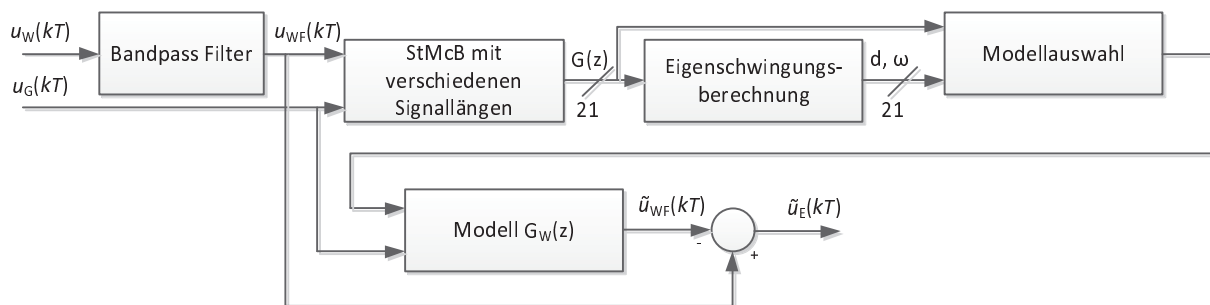 u_W(kT)
Bandpass Filter
u_WF(kT)
StMcB mit
verschiedenen
Signallängen
G(z)
21
Eigenschwingungs-
berechnung
d, ω
21
Modellauswahl
u_G(kT)
Modell G_W(z)
ũ_WF(kT)
-
+
ũ_E(kT)